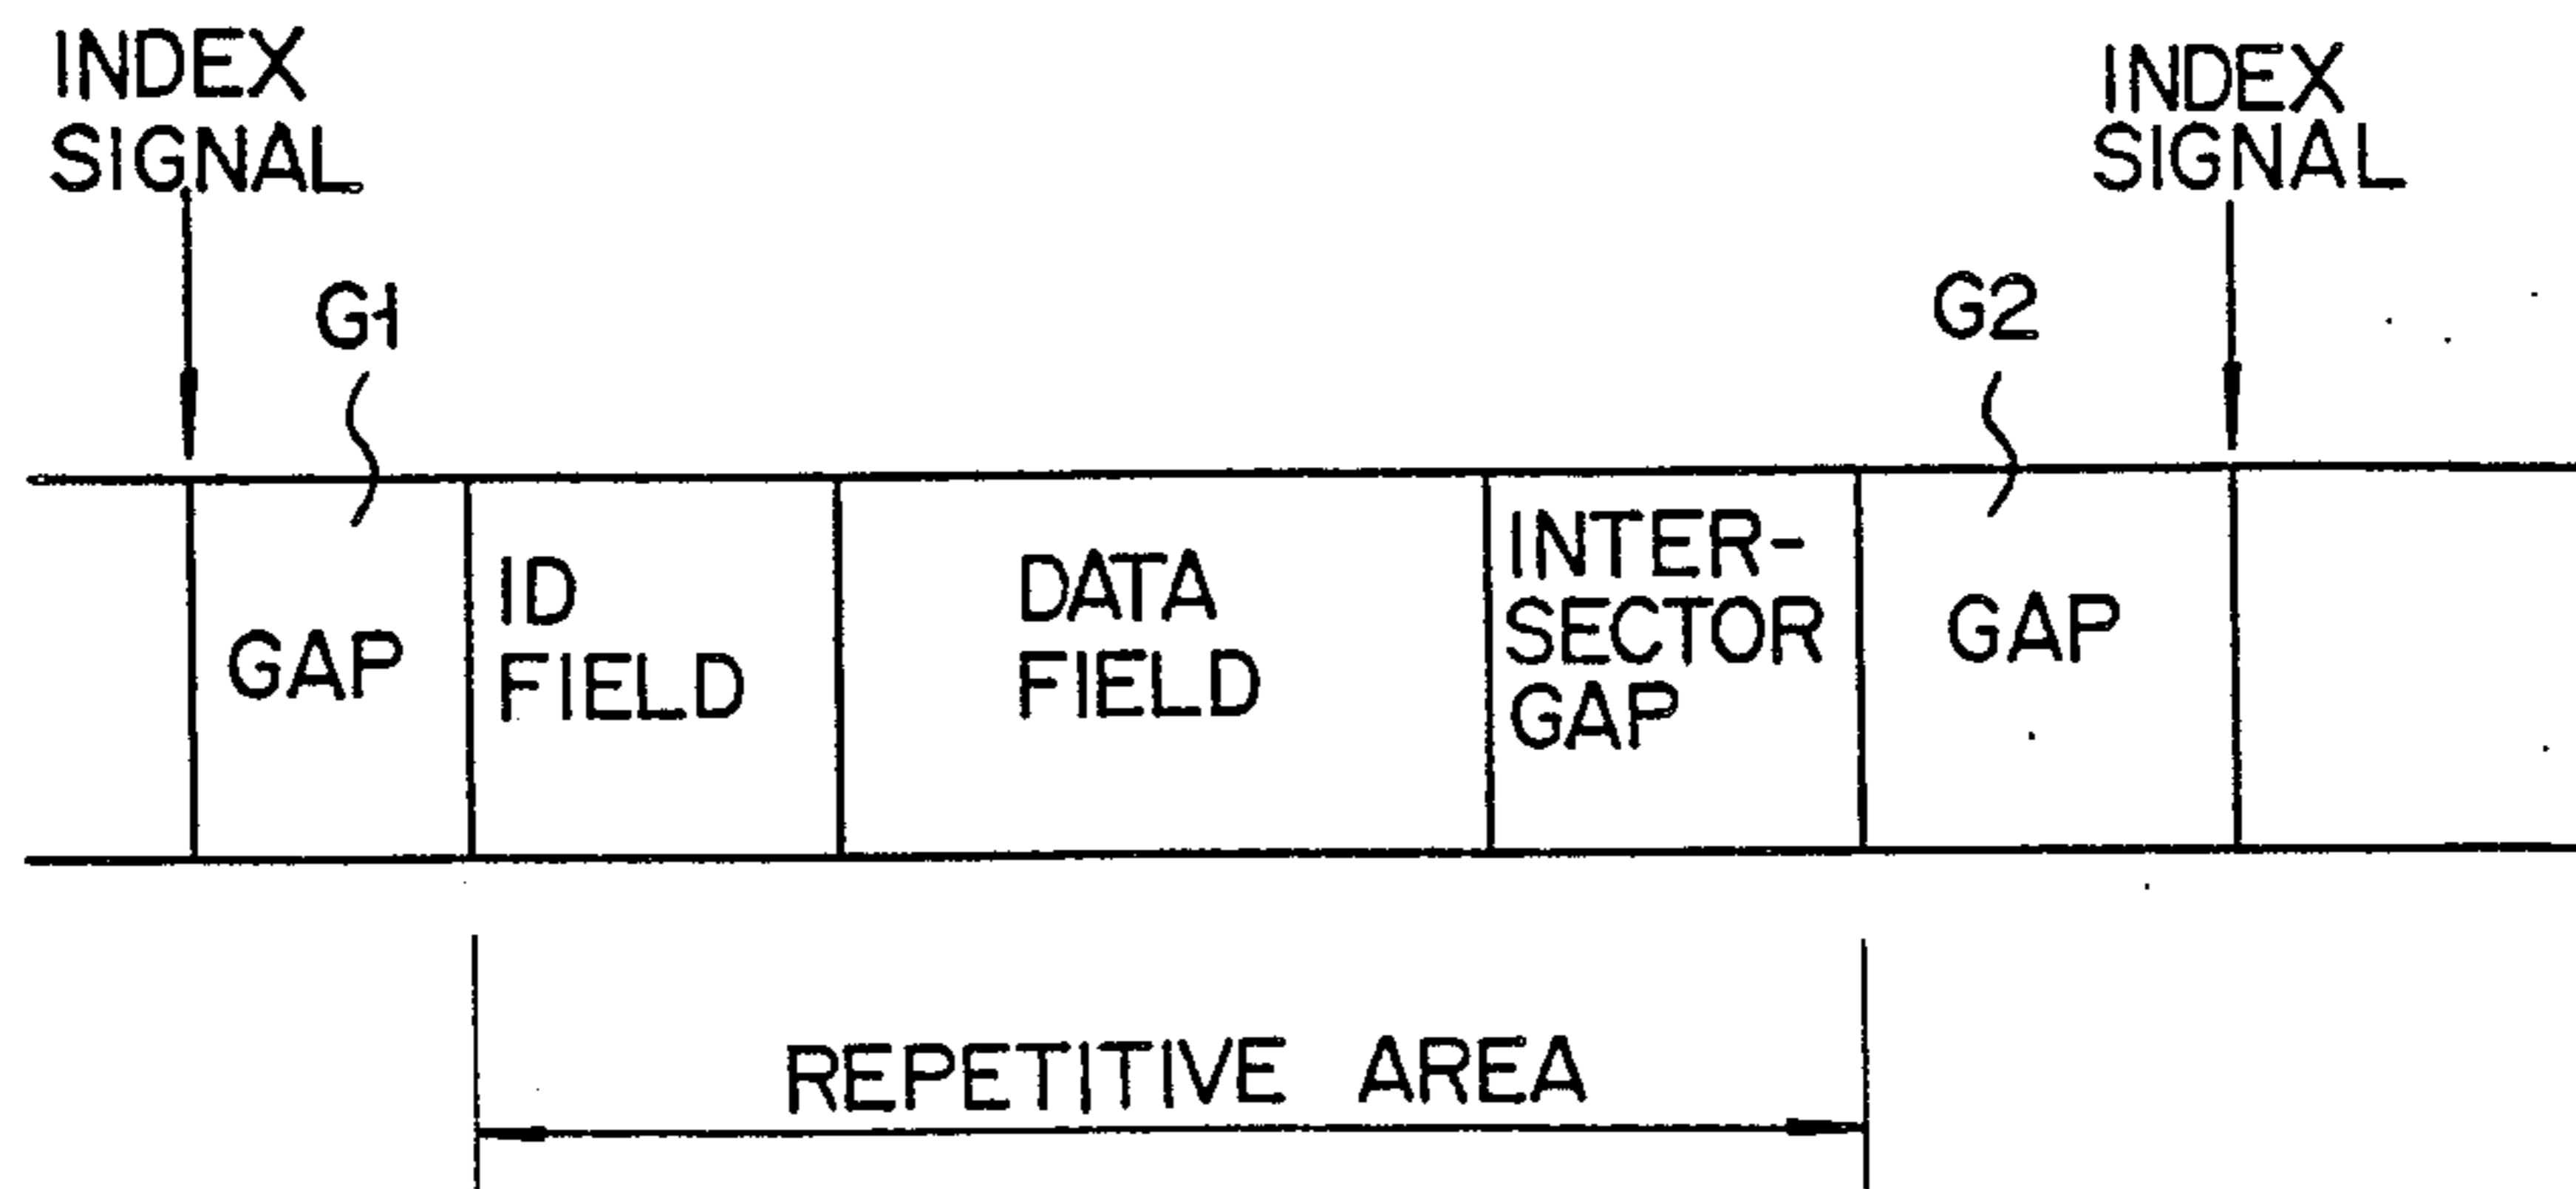 INDEX
SIGNAL
INDEX
SIGNAL
G1
G2
GAP
ID
FIELD
DATA
FIELD
INTER-
SECTOR
GAP
GAP
REPETITIVE AREA